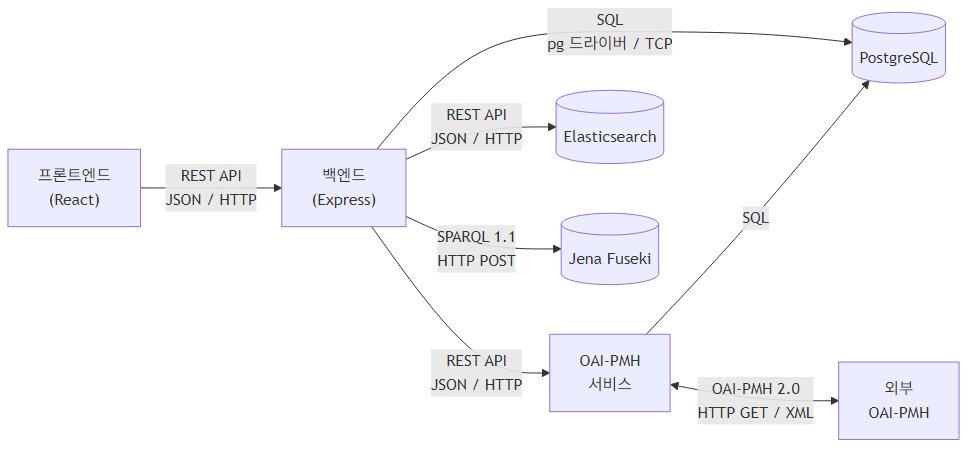 프론트엔드
(React)
REST API
JSON / HTTP
백엔드
(Express)
SQL
pg 드라이버 / TCP
PostgreSQL
REST API
JSON / HTTP
Elasticsearch
SPARQL 1.1
HTTP POST
Jena Fuseki
SQL
REST API
JSON / HTTP
OAI-PMH
서비스
OAI-PMH 2.0
HTTP GET / XML
외부
OAI-PMH